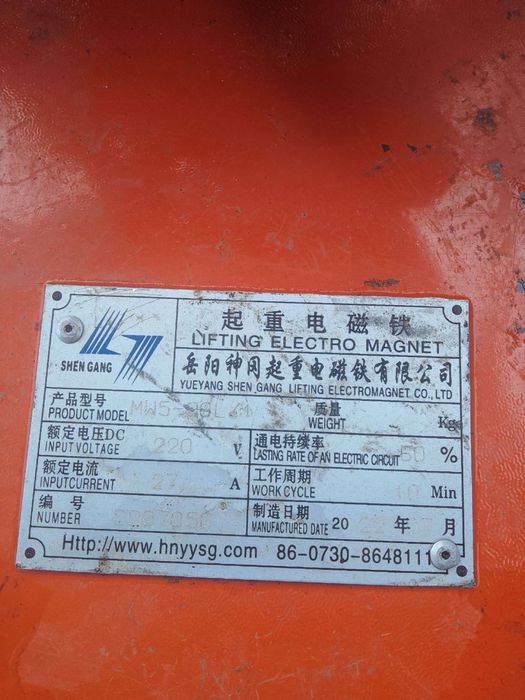 起重电磁铁
LIFTING ELECTRO MAGNET
SHEN GANG
岳阳神冈起重电磁铁有限公司
YUEYANG SHEN GANG LIFTING ELECTROMAGNET CO.,LTD
产品型号
PRODUCT MODEL
质量
WEIGHT Kg
额定电压DC
INPUT VOLTAGE 220 V
通电持续率
LASTING RATE OF AN ELECTRIC CIRCUIT 60 %
额定电流
INPUTCURRENT 27 A
工作周期
WORK CYCLE 10 Min
编号
NUMBER
制造日期
MANUFACTURED DATE 20 年 月
Http://www.hnyysg.com 86-0730-8648111